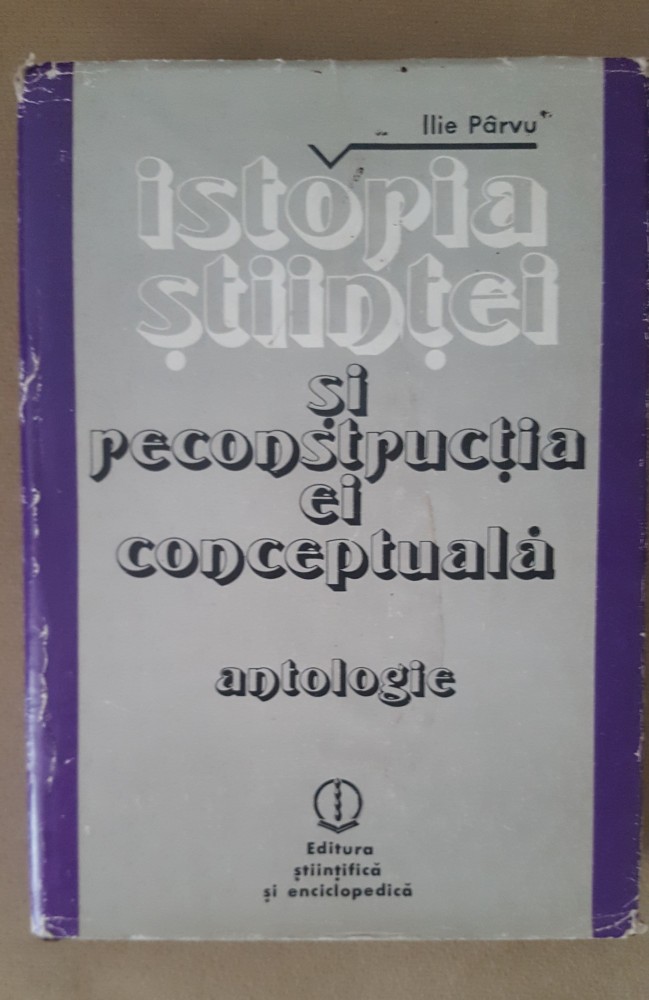 Ilie Pârvu
istoria
științei
și
reconstrucția
ei
conceptuală
antologie
Editura
științifică
și enciclopedică